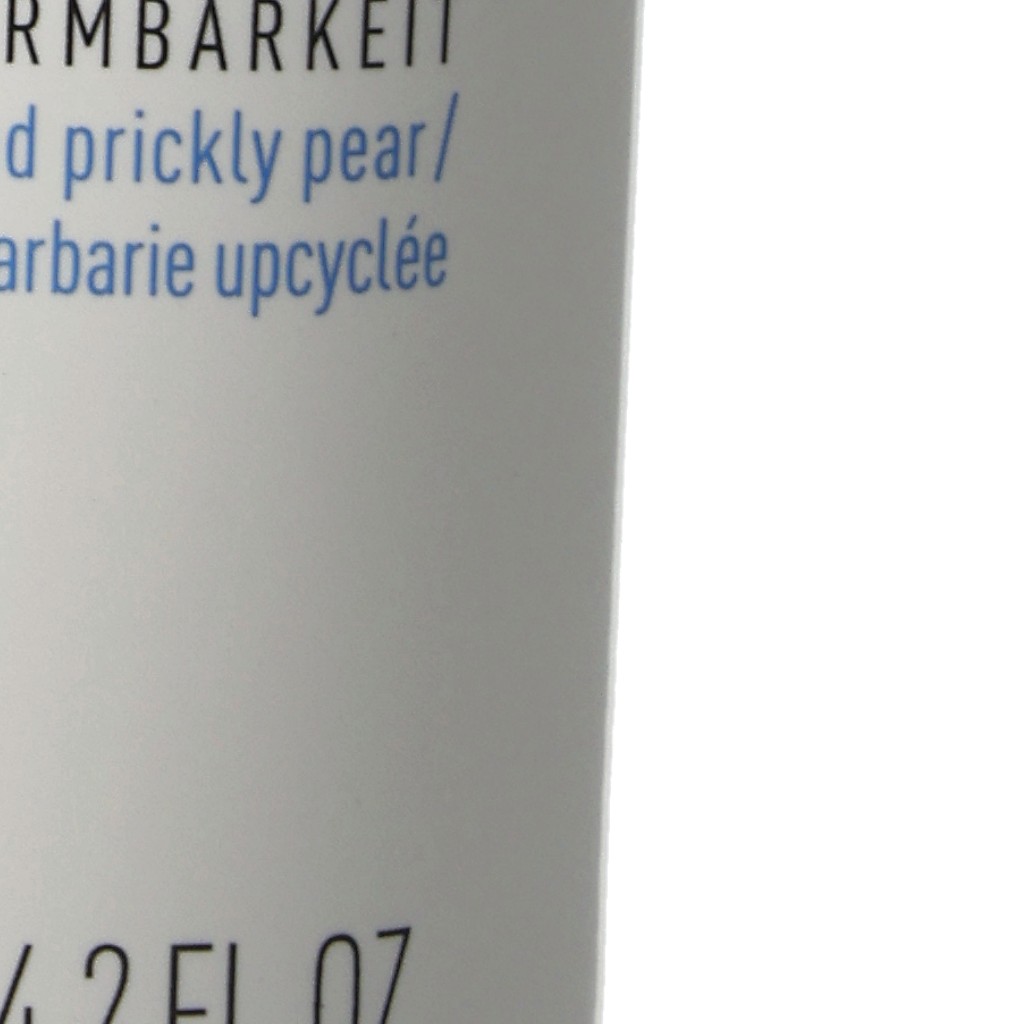 RMBARKEIT
d prickly pear/
arbarie upcyclée
4.2 FL OZ